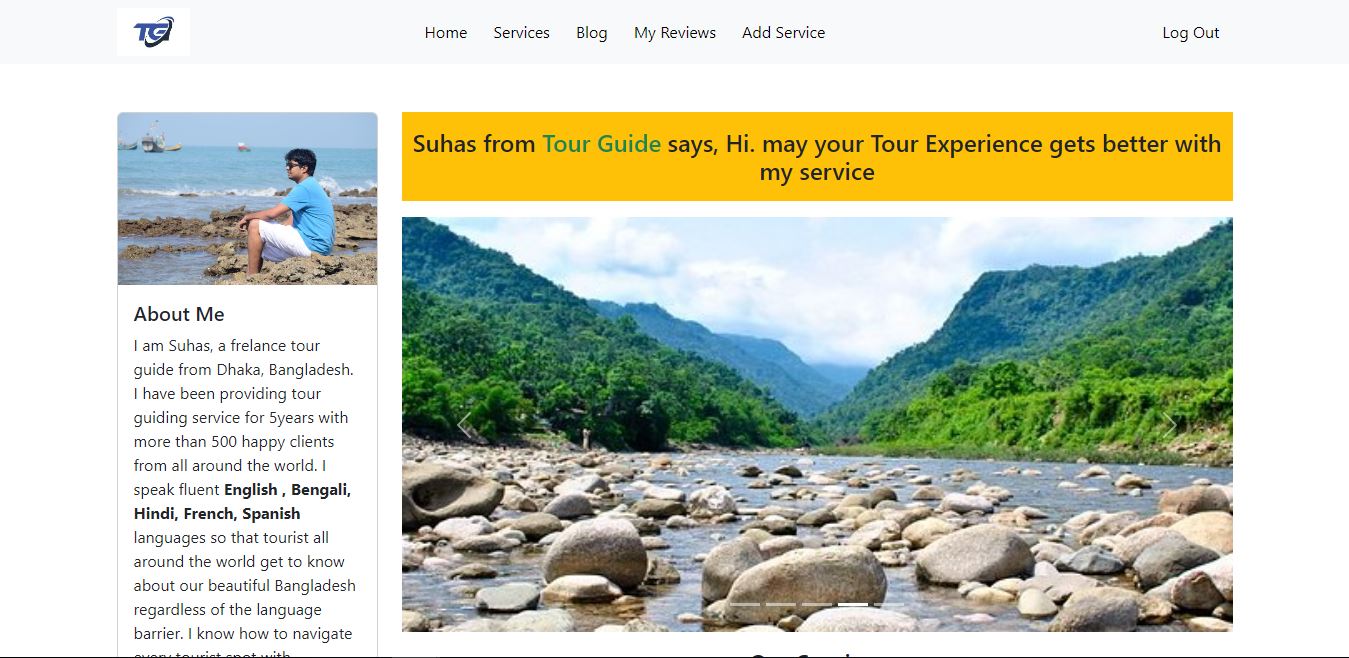 TG
Home Services Blog My Reviews Add Service Log Out
Suhas from Tour Guide says, Hi. may your Tour Experience gets better with
my service
About Me
I am Suhas, a frelance tour
guide from Dhaka, Bangladesh.
I have been providing tour
guiding service for 5years with
more than 500 happy clients
from all around the world. I
speak fluent English , Bengali,
Hindi, French, Spanish
languages so that tourist all
around the world get to know
about our beautiful Bangladesh
regardless of the language
barrier. I know how to navigate
every tourist spot with